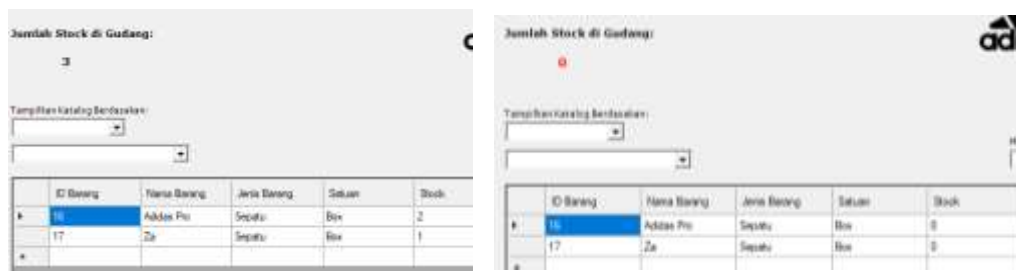 Jumlah Stock di Gudang:
3
Tampilkan Katalog Berdasarkan:
ID Barang Nama Barang Jenis Barang Satuan Stock
16 Adidas Pro Sepatu Box 2
17 Za Sepatu Box 1
Jumlah Stock di Gudang:
0
ad
Tampilkan Katalog Berdasarkan:
ID Barang Nama Barang Jenis Barang Satuan Stock
16 Adidas Pro Sepatu Box 0
17 Za Sepatu Box 0